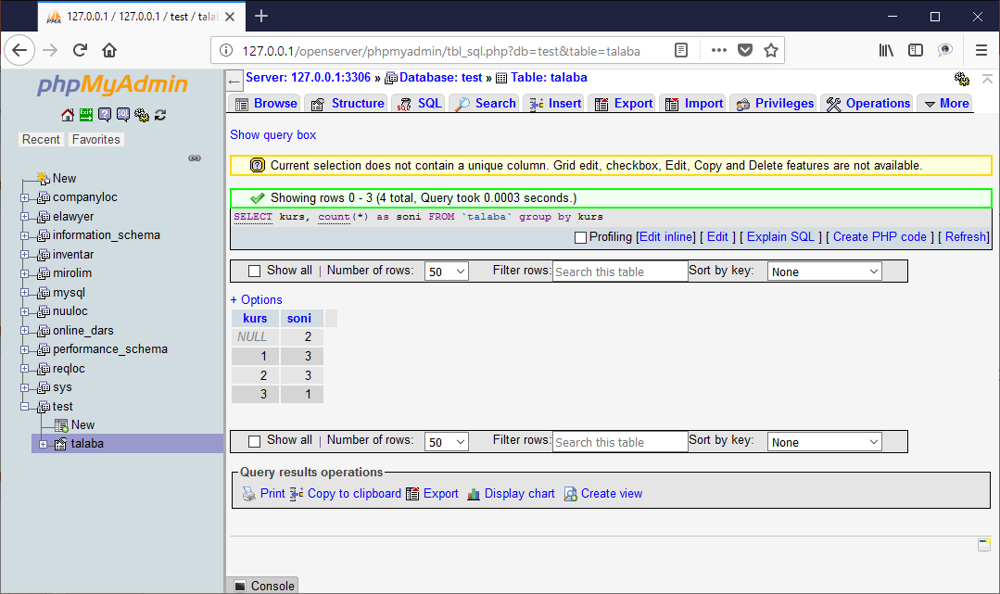 127.0.0.1 / 127.0.0.1 / test / tala
127.0.0.1/openserver/phpmyadmin/tbl_sql.php?db=test&table=talaba
phpMyAdmin
Recent Favorites
New
companyloc
elawyer
information_schema
inventar
mirolim
mysql
nuuloc
online_dars
performance_schema
reqloc
sys
test
New
talaba
Server: 127.0.0.1:3306 » Database: test » Table: talaba
Browse Structure SQL Search Insert Export Import Privileges Operations More
Show query box
Current selection does not contain a unique column. Grid edit, checkbox, Edit, Copy and Delete features are not available.
Showing rows 0 - 3 (4 total, Query took 0.0003 seconds.)
SELECT kurs, count(*) as soni FROM `talaba` group by kurs
Profiling [Edit inline] [ Edit ] [ Explain SQL ] [ Create PHP code ] [ Refresh]
Show all | Number of rows: 50 Filter rows: Search this table Sort by key: None
+ Options
kurs soni
NULL 2
1 3
2 3
3 1
Show all | Number of rows: 50 Filter rows: Search this table Sort by key: None
Query results operations
Print Copy to clipboard Export Display chart Create view
Console